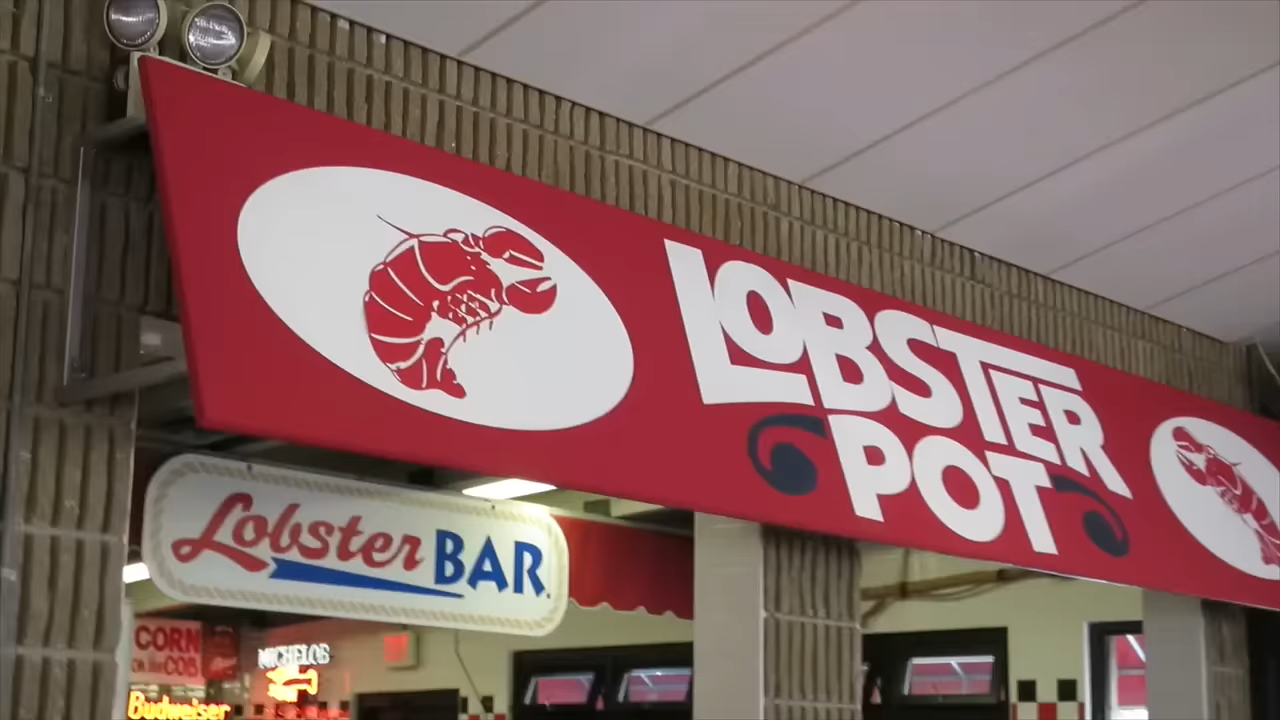 LOBSTER
POT
Lobster BAR
CORN
ON THE COB
MICHELOB
Budweiser